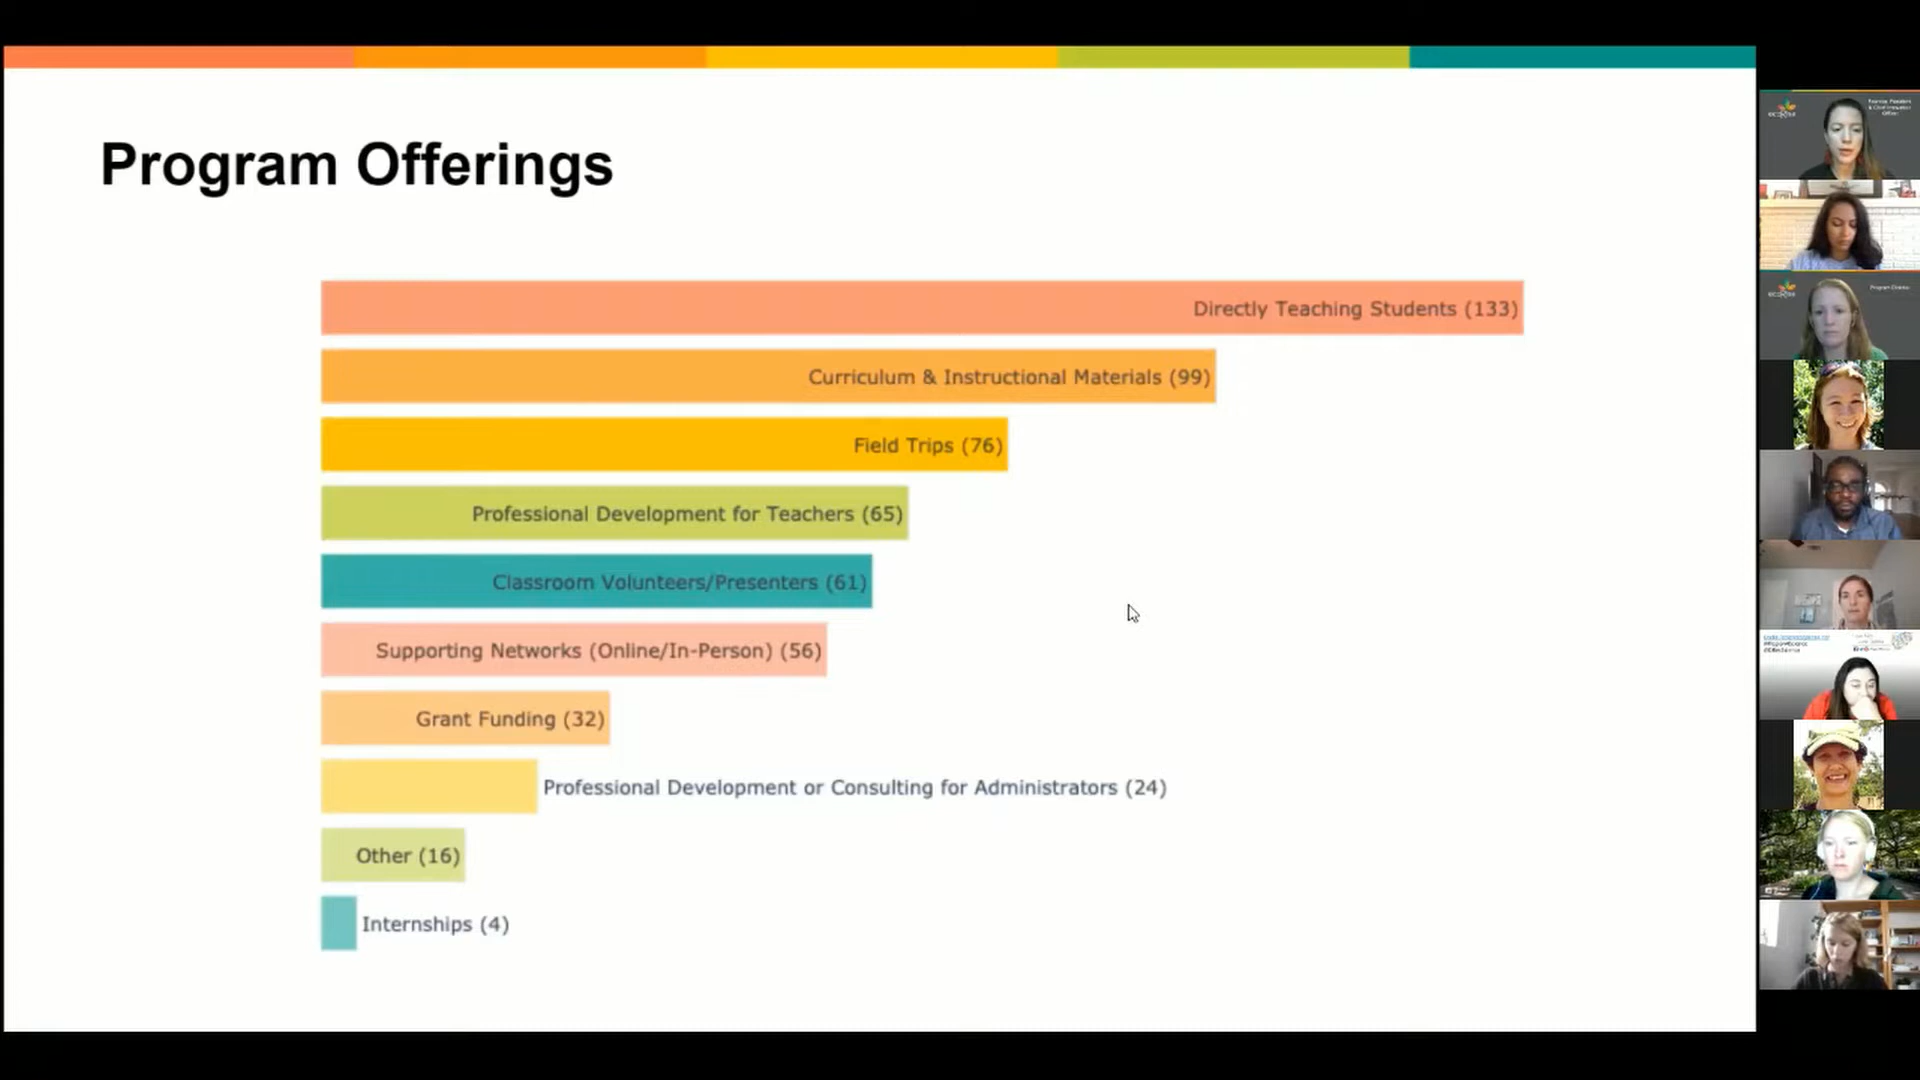 Program Offerings
Directly Teaching Students (133)
Curriculum & Instructional Materials (99)
Field Trips (76)
Professional Development for Teachers (65)
Classroom Volunteers/Presenters (61)
Supporting Networks (Online/In-Person) (56)
Grant Funding (32)
Professional Development or Consulting for Administrators (24)
Other (16)
Internships (4)